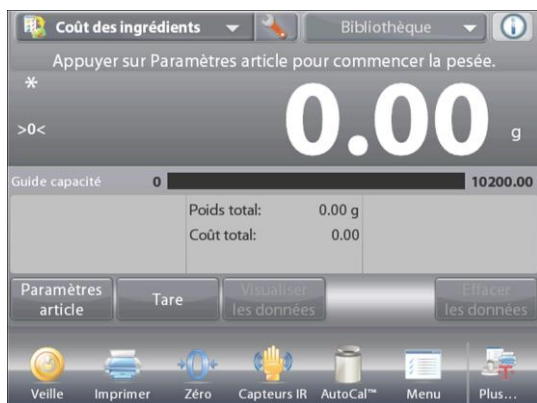 Coût des ingrédients
Bibliothèque
Appuyer sur Paramètres article pour commencer la pesée.
*
>0<
0.00 g
Guide capacité 0 10200.00
Poids total: 0.00 g
Coût total: 0.00
Paramètres article
Tare
Visualiser les données
Effacer les données
Veille
Imprimer
Zéro
Capteurs IR
AutoCal™
Menu
Plus...